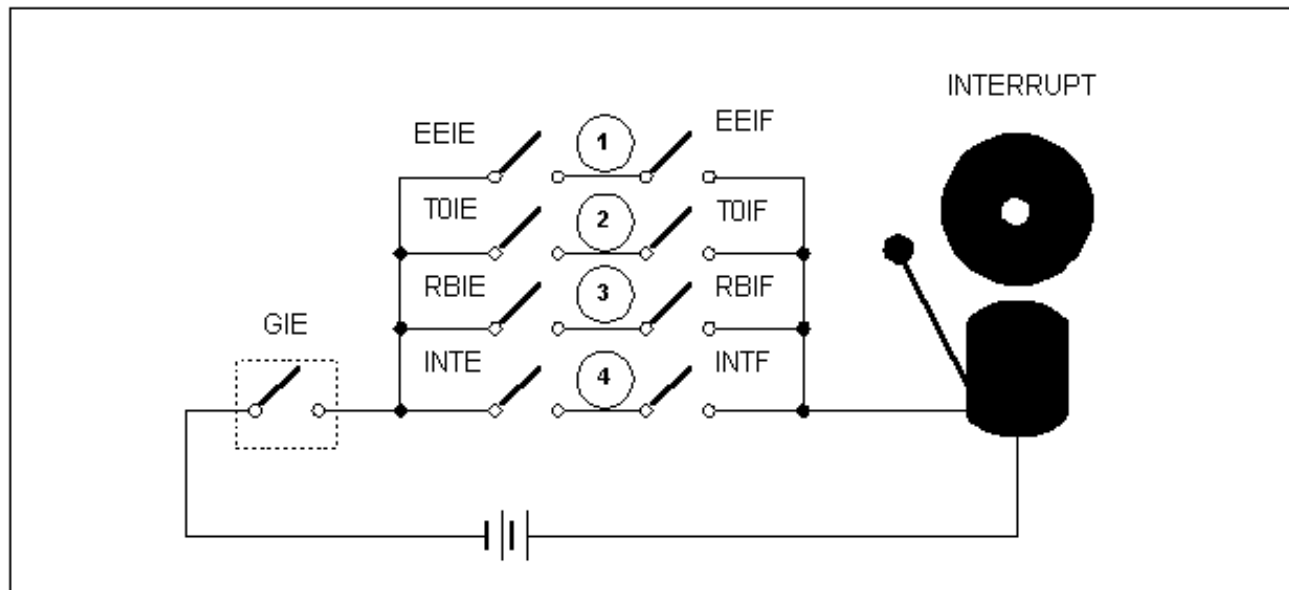 INTERRUPT
EEIE 1 EEIF
T0IE 2 T0IF
RBIE 3 RBIF
GIE
INTE 4 INTF